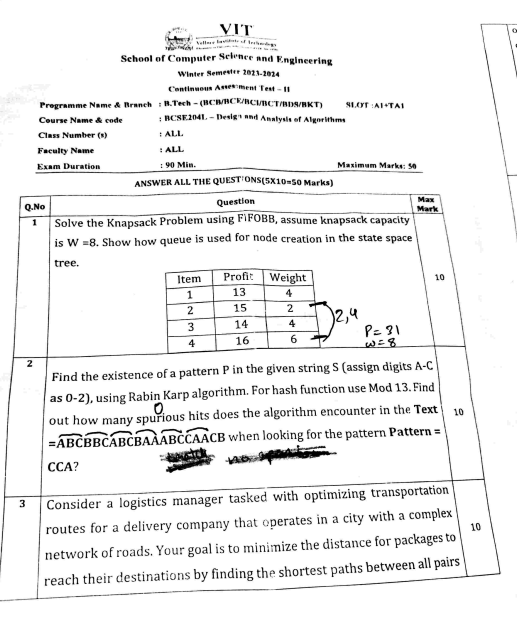 VIT
Vellore Institute of Technology
School of Computer Science and Engineering
Winter Semester 2023-2024
Continuous Assessment Test – II
Programme Name & Branch : B.Tech – (BCB/BCE/BCI/BCT/BDS/BKT) SLOT :A1+TA1
Course Name & code : BCSE204L – Design and Analysis of Algorithms
Class Number (s) : ALL
Faculty Name : ALL
Exam Duration : 90 Min. Maximum Marks: 50
ANSWER ALL THE QUESTIONS(5X10=50 Marks)
Q.No Question Max Mark
1 Solve the Knapsack Problem using FIFOBB, assume knapsack capacity
is W =8. Show how queue is used for node creation in the state space
tree.
10
Item Profit Weight
1 13 4
2 15 2
3 14 4
4 16 6
2,4
P= 31
w= 8
2
Find the existence of a pattern P in the given string S (assign digits A-C
as 0-2), using Rabin Karp algorithm. For hash function use Mod 13. Find
out how many spurious hits does the algorithm encounter in the Text 10
0
=ABCBBCABCBAAABCCAACB when looking for the pattern Pattern =
CCA?
3 Consider a logistics manager tasked with optimizing transportation
routes for a delivery company that operates in a city with a complex
10
network of roads. Your goal is to minimize the distance for packages to
reach their destinations by finding the shortest paths between all pairs